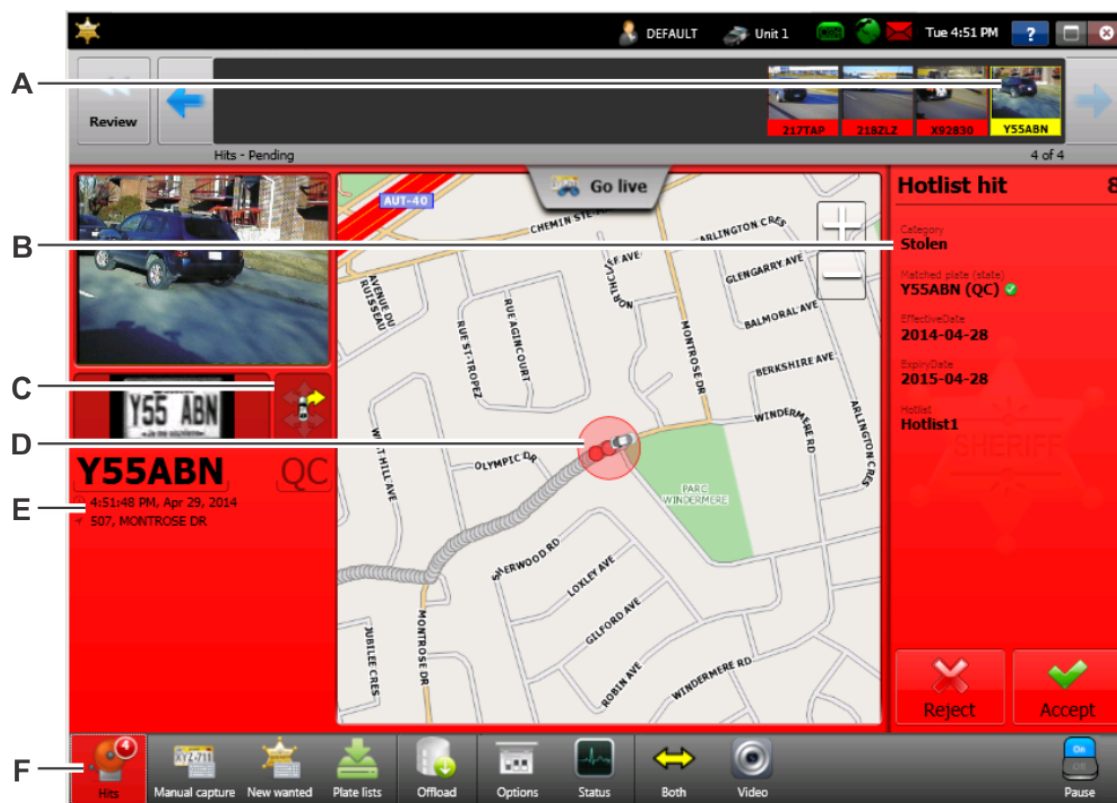 DEFAULT
Unit 1
Tue 4:51 PM
?
A
Review
217TAP
218ZLZ
X92830
Y55ABN
Hits - Pending
4 of 4
Go live
Hotlist hit
8
AUT-40
CHEMIN STE-
ARLINGTON CRES
B
Category
Stolen
GLENGARRY AVE
Matched plate (state)
Y55ABN (QC)
AVENUE DU
RUISSEAU
RUE AGINCOURT
RUE ST-TROPEZ
BALMORAL AVE
MONTROSE DR
EffectiveDate
2014-04-28
BERKSHIRE AVE
ExpiryDate
2015-04-28
C
Y55 ABN
ARLINGTON CRES
WINDERMERE RD
Hotlist
Hotlist1
SHERIFF
D
Y55ABN
QC
OLYMPIC DR
PARC
WINDERMERE
E
4:51:48 PM, Apr 29, 2014
507, MONTROSE DR
LOXLEY AVE
GILFORD AVE
MONTROSE DR
JUBILEE CRES
ROBIN AVE
WINDERMERE RD
Reject
Accept
F
4
Hits
XYZ-711
Manual capture
New wanted
Plate lists
Offload
Options
Status
Both
Video
On
Off
Pause